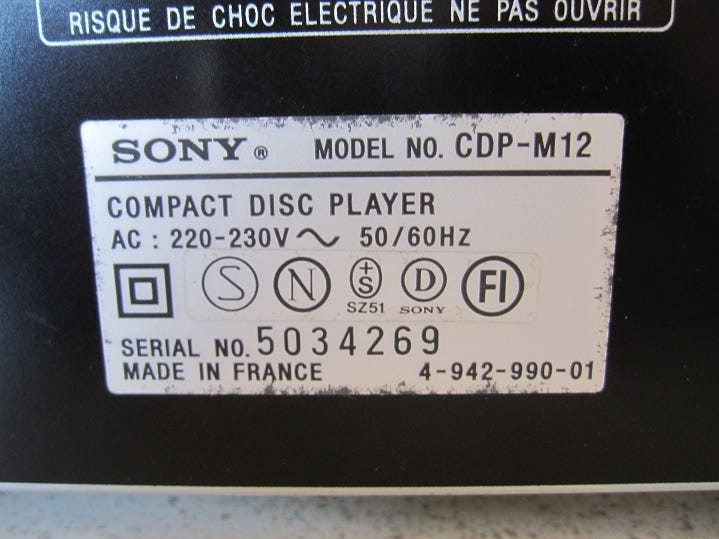 RISQUE DE CHOC ELECTRIQUE NE PAS OUVRIR
SONY ® MODEL NO. CDP-M12
COMPACT DISC PLAYER
AC : 220-230V ~ 50/60HZ
S N +S D FI
SZ51 SONY
SERIAL NO. 5034269
MADE IN FRANCE 4-942-990-01